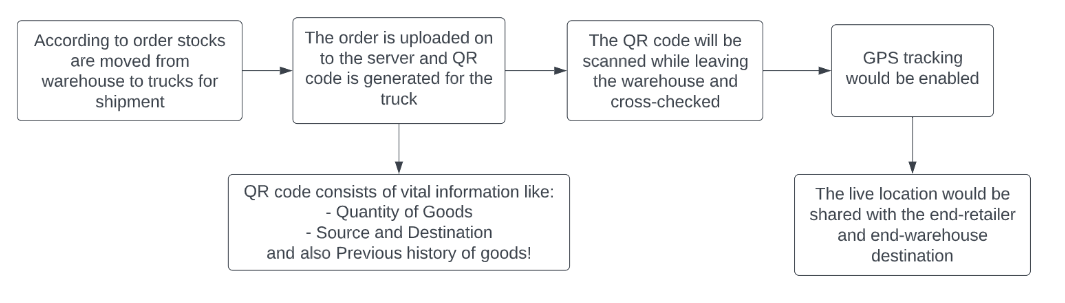 According to order stocks
are moved from
warehouse to trucks for
shipment
The order is uploaded on
to the server and QR
code is generated for the
truck
The QR code will be
scanned while leaving
the warehouse and
cross-checked
GPS tracking
would be enabled
QR code consists of vital information like:
- Quantity of Goods
- Source and Destination
and also Previous history of goods!
The live location would be
shared with the end-retailer
and end-warehouse
destination